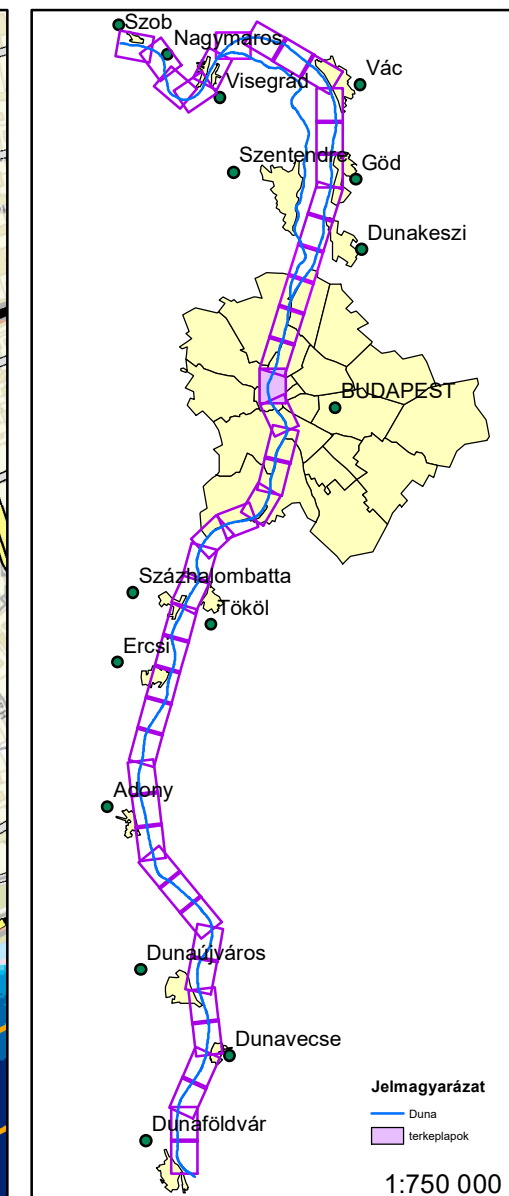 Szob
Nagymaros
Visegrád
Vác
Szentendre
Göd
Dunakeszi
BUDAPEST
Százhalombatta
Tököl
Ercsi
Adony
Dunaújváros
Dunavecse
Dunaföldvár
Jelmagyarázat
Duna
terkeplapok
1:750 000